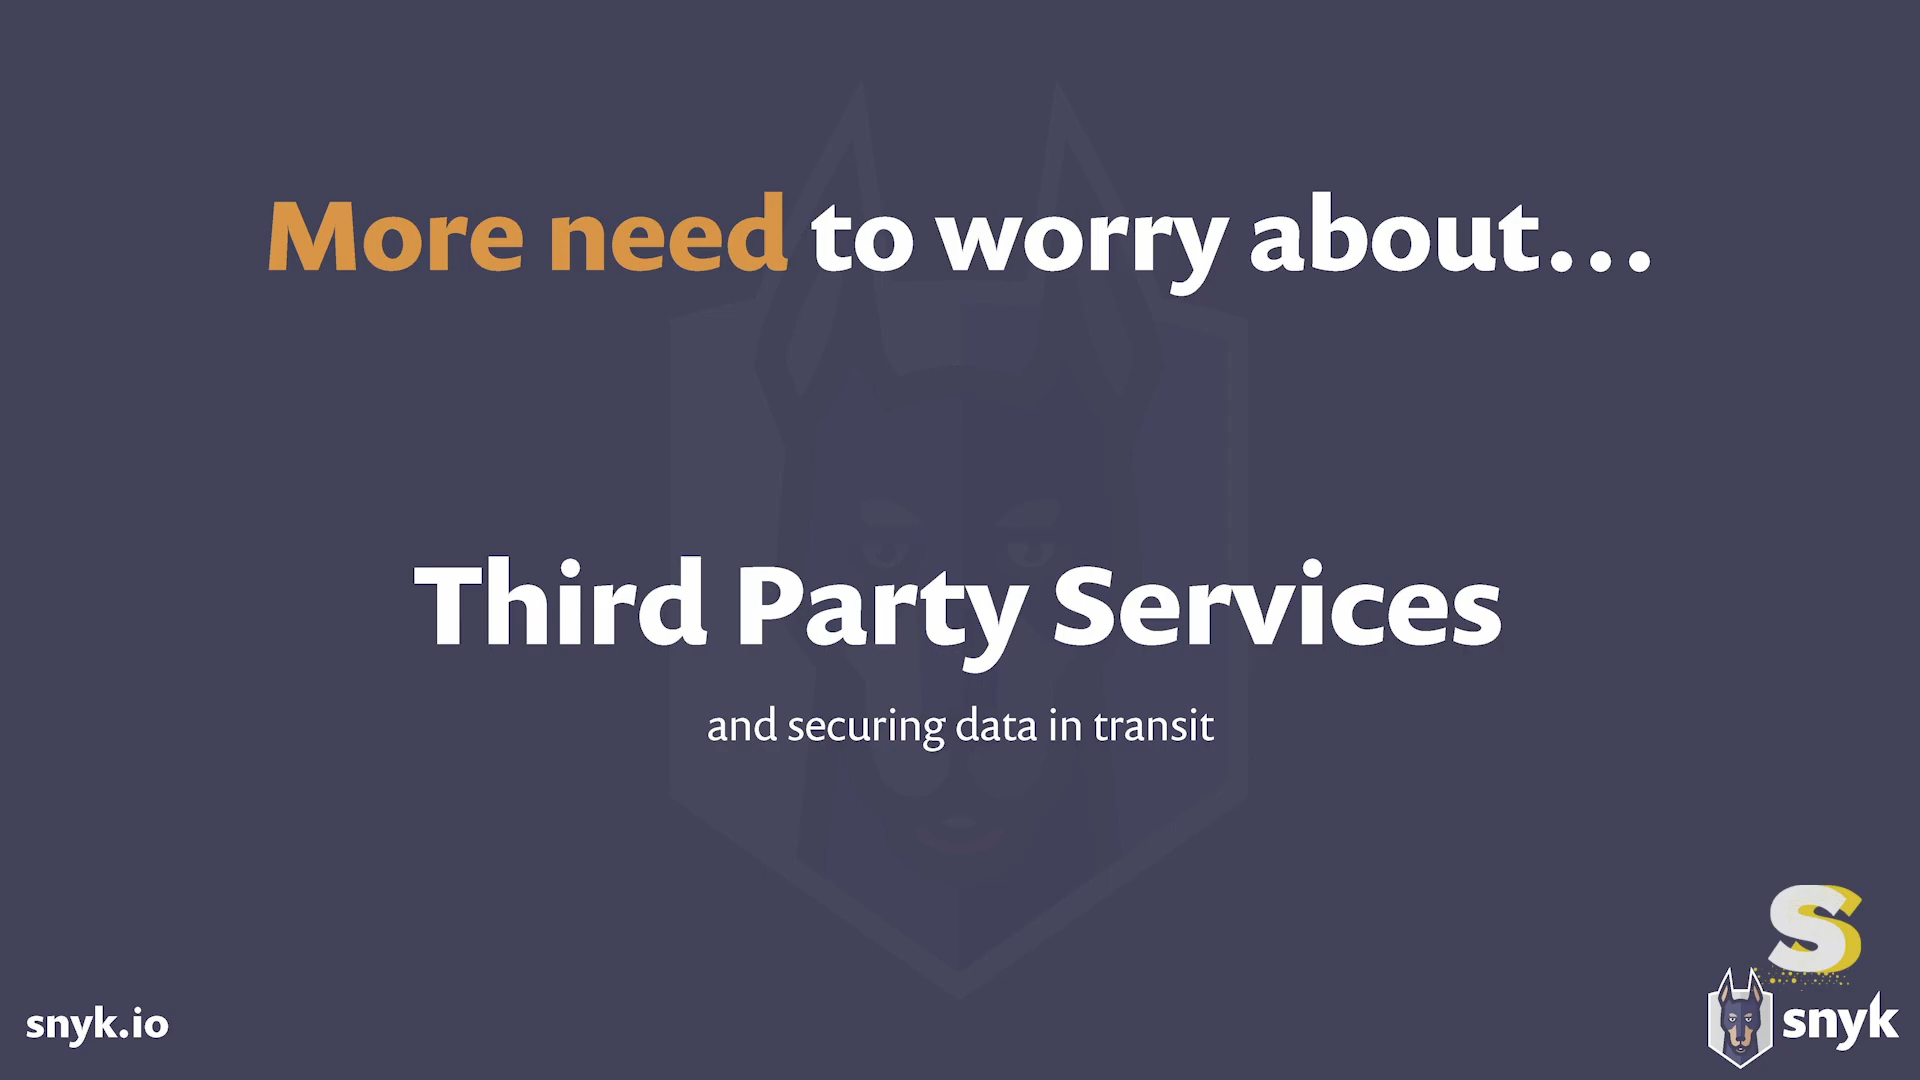 More need to worry about...
Third Party Services
and securing data in transit
S
snyk.io
snyk